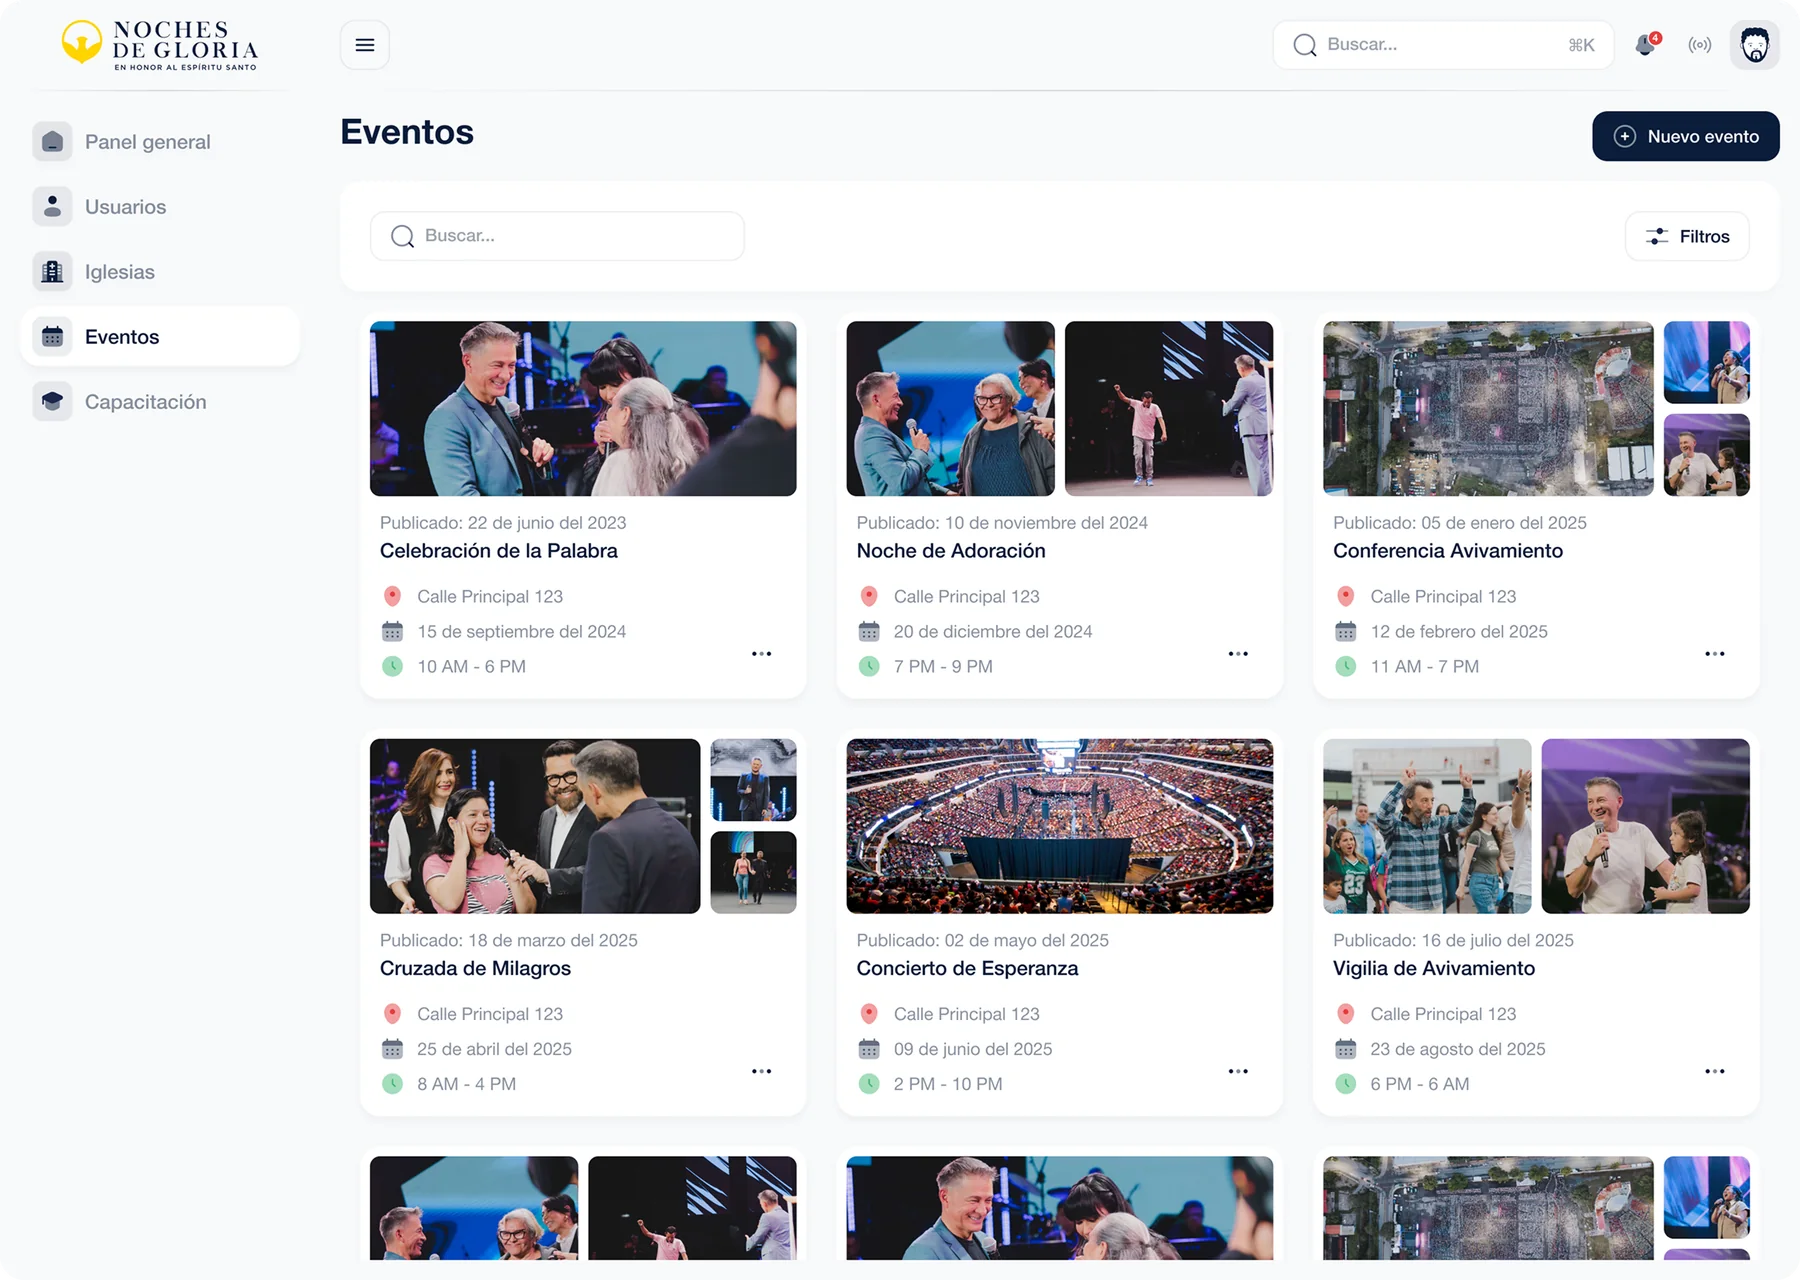 NOCHES
DE GLORIA
EN HONOR AL ESPÍRITU SANTO
Buscar...
⌘K
4
Panel general
Usuarios
Iglesias
Eventos
Capacitación
Eventos
Nuevo evento
Buscar...
Filtros
Publicado: 22 de junio del 2023
Celebración de la Palabra
Calle Principal 123
15 de septiembre del 2024
10 AM - 6 PM
Publicado: 10 de noviembre del 2024
Noche de Adoración
Calle Principal 123
20 de diciembre del 2024
7 PM - 9 PM
Publicado: 05 de enero del 2025
Conferencia Avivamiento
Calle Principal 123
12 de febrero del 2025
11 AM - 7 PM
Publicado: 18 de marzo del 2025
Cruzada de Milagros
Calle Principal 123
25 de abril del 2025
8 AM - 4 PM
Publicado: 02 de mayo del 2025
Concierto de Esperanza
Calle Principal 123
09 de junio del 2025
2 PM - 10 PM
23
Publicado: 16 de julio del 2025
Vigilia de Avivamiento
Calle Principal 123
23 de agosto del 2025
6 PM - 6 AM